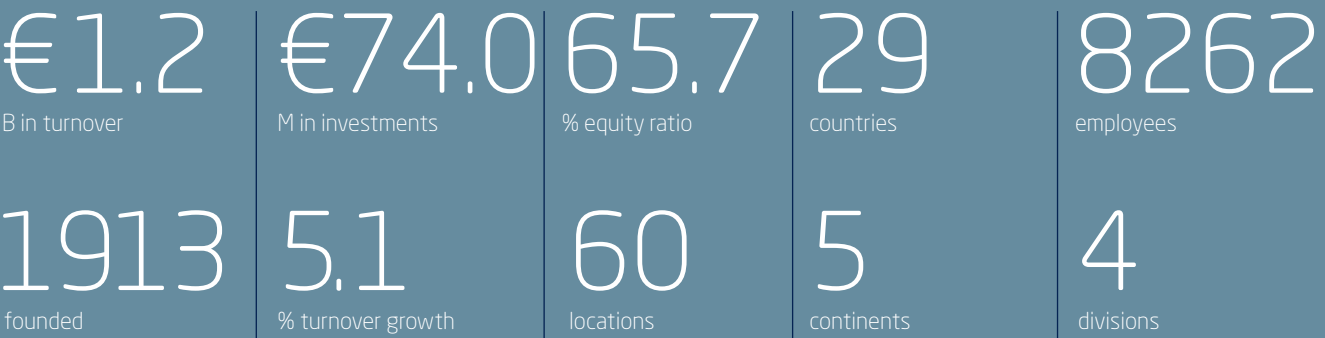 €1.2
B in turnover
€74.0
M in investments
65.7
% equity ratio
29
countries
8262
employees
1913
founded
5.1
% turnover growth
60
locations
5
continents
4
divisions